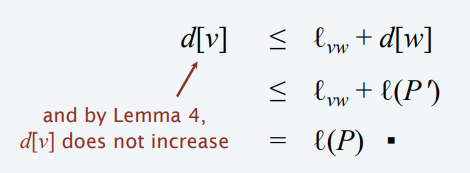 d[v] ≤ ℓvw + d[w]
≤ ℓvw + ℓ(P′)
and by Lemma 4,
d[v] does not increase
= ℓ(P) ▪